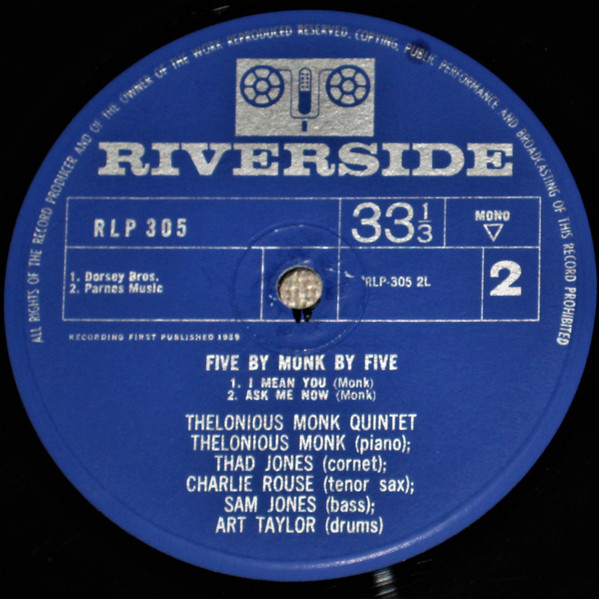 ALL RIGHTS OF THE RECORD PRODUCER AND OF THE OWNER OF THE WORK REPRODUCED RESERVED, COPYING, PUBLIC PERFORMANCE AND BROADCASTING OF THIS RECORD PROHIBITED
RIVERSIDE
RLP 305
33 1/3
MONO
1. Dorsey Bros.
2. Parnes Music
RLP-305 2L
2
RECORDING FIRST PUBLISHED 1959
FIVE BY MONK BY FIVE
1. I MEAN YOU (Monk)
2. ASK ME NOW (Monk)
THELONIOUS MONK QUINTET
THELONIOUS MONK (piano);
THAD JONES (cornet);
CHARLIE ROUSE (tenor sax);
SAM JONES (bass);
ART TAYLOR (drums)